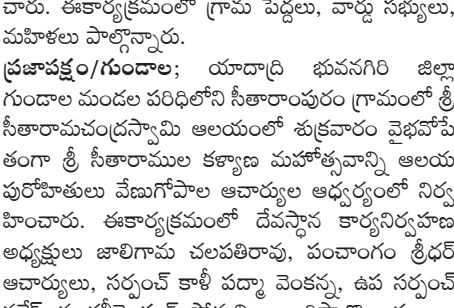 చారు. ఈకార్యక్రమంలో గ్రామ పెద్దలు, వార్డు సభ్యులు,
మహిళలు పాల్గొన్నారు.
ప్రజాపక్షం/గుండాల; యాదాద్రి భువనగిరి జిల్లా
గుండాల మండల పరిధిలోని సీతారాంపురం గ్రామంలో శ్రీ
సీతారామచంద్రస్వామి ఆలయంలో శుక్రవారం వైభవోపే
తంగా శ్రీ సీతారాముల కళ్యాణ మహోత్సవాన్ని ఆలయ
పురోహితులు వేణుగోపాల ఆచార్యుల ఆధ్వర్యంలో నిర్వ
హించారు. ఈకార్యక్రమంలో దేవస్థాన కార్యనిర్వహణ
అధ్యక్షులు జాలిగామ చలపతిరావు, పంచాంగం శ్రీధర్
ఆచార్యులు, సర్పంచ్ కాళీ పద్మా వెంకన్న, ఉప సర్పంచ్